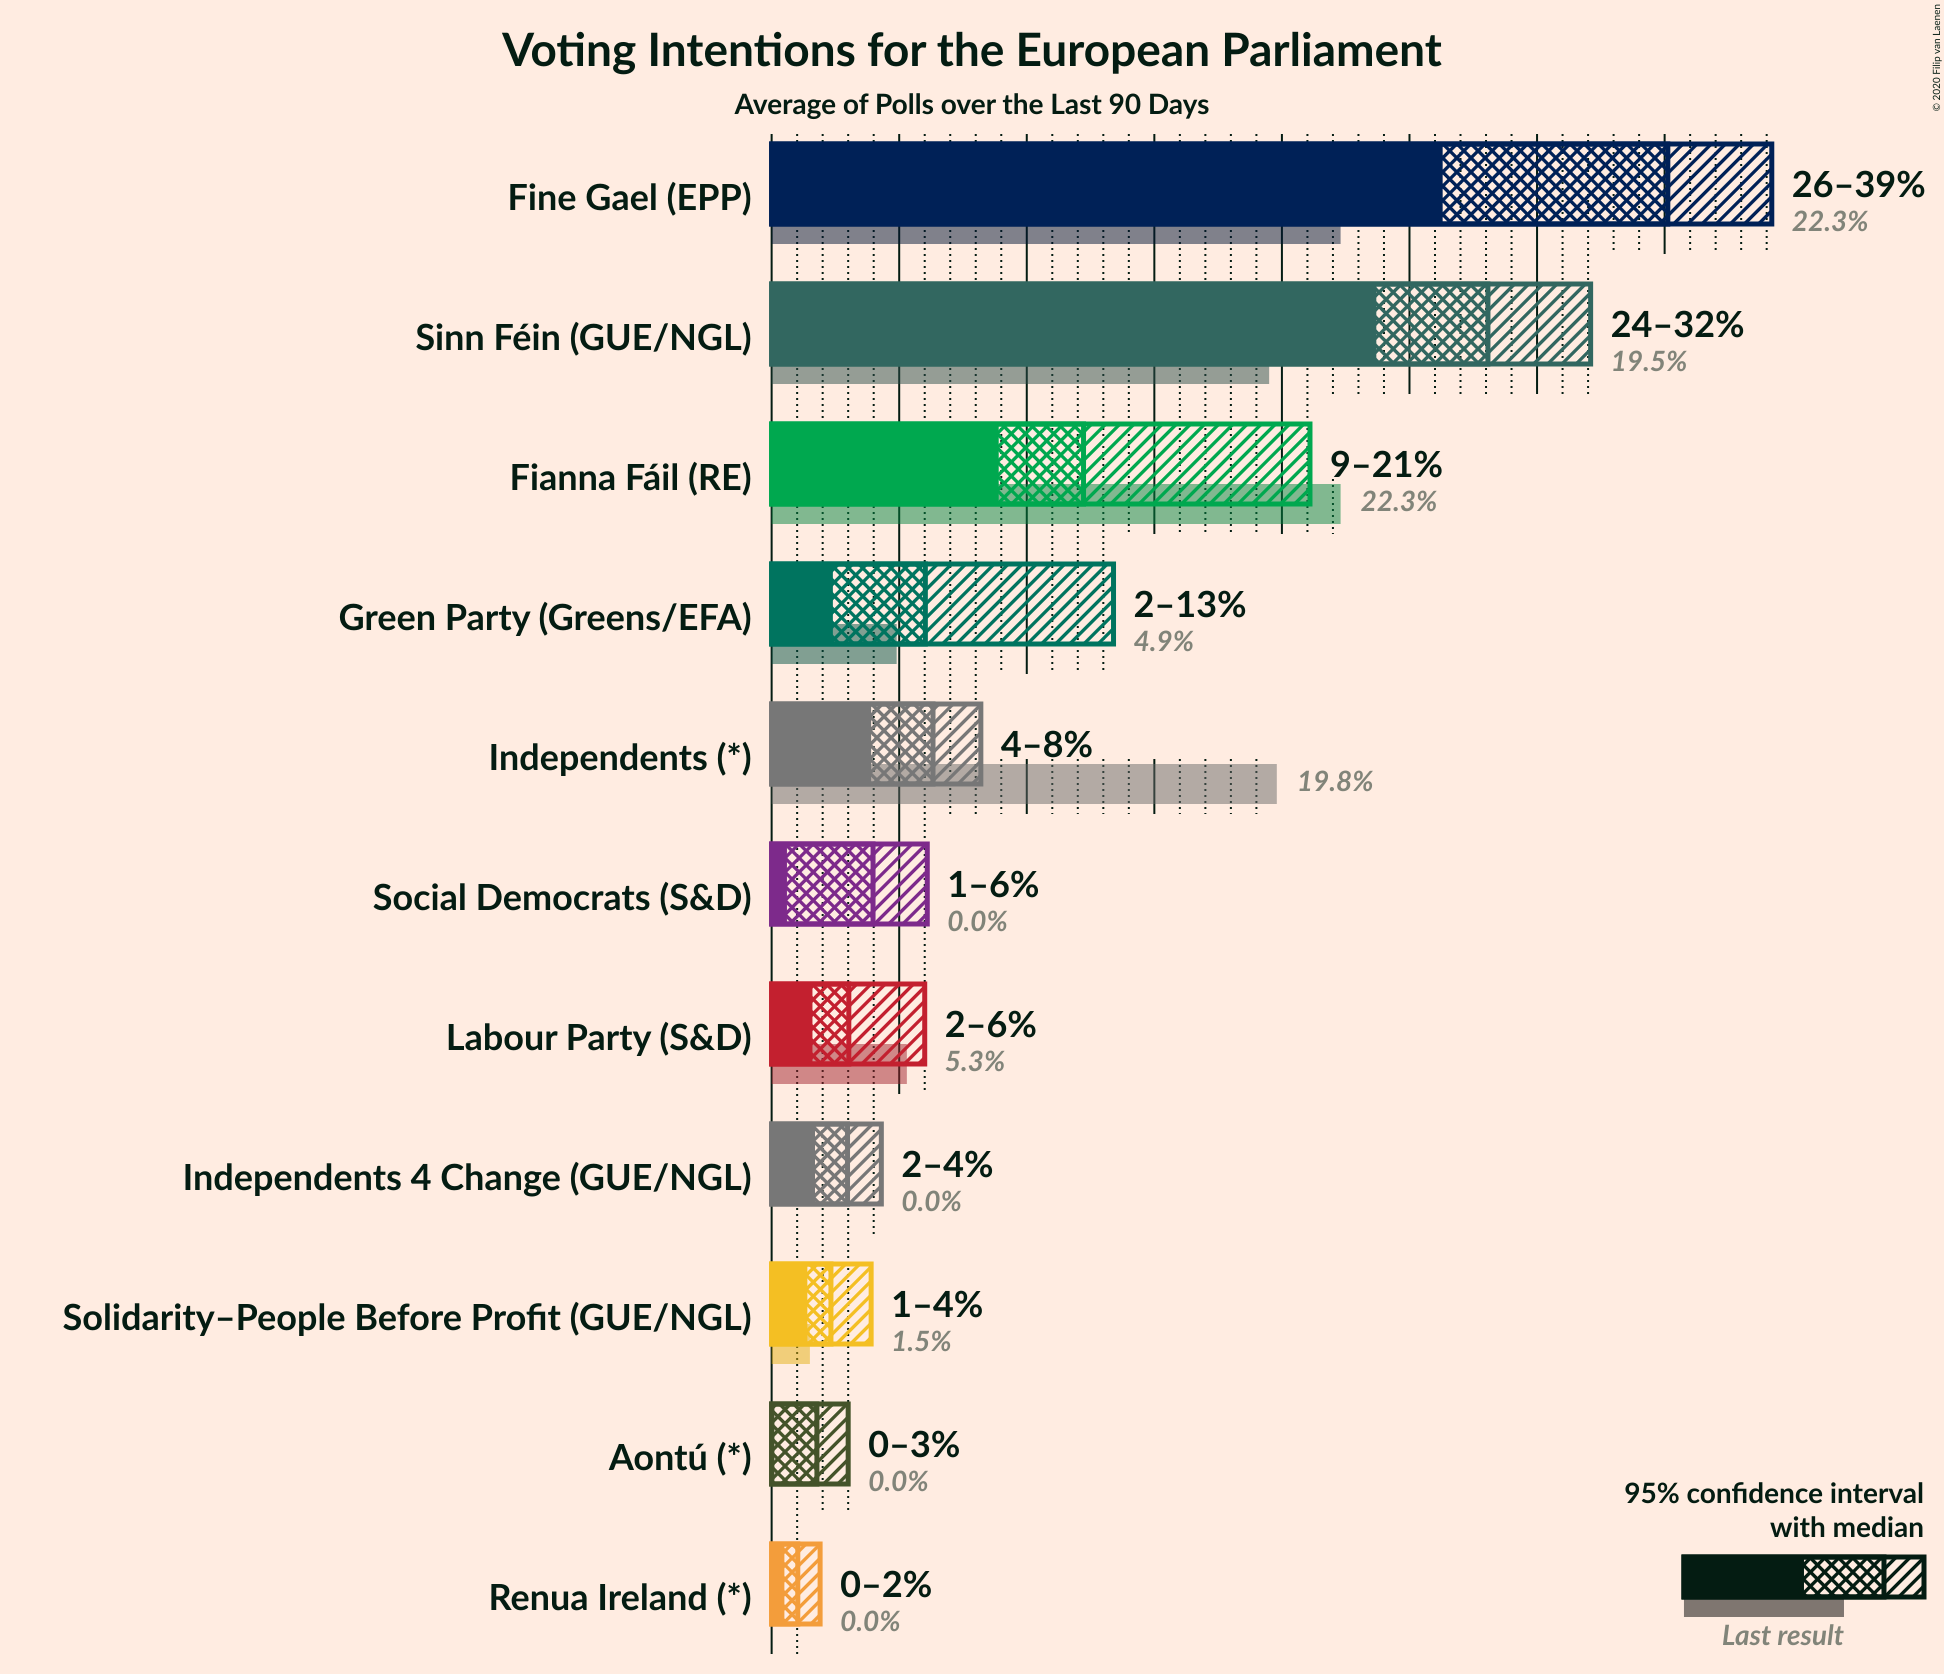 © 2020 Filip van Laenen
Voting Intentions for the European Parliament
Average of Polls over the Last 90 Days
Fine Gael (EPP)
26–39%
22.3%
Sinn Féin (GUE/NGL)
24–32%
19.5%
Fianna Fáil (RE)
9–21%
22.3%
Green Party (Greens/EFA)
2–13%
4.9%
Independents (*)
4–8%
19.8%
Social Democrats (S&D)
1–6%
0.0%
Labour Party (S&D)
2–6%
5.3%
Independents 4 Change (GUE/NGL)
2–4%
0.0%
Solidarity–People Before Profit (GUE/NGL)
1–4%
1.5%
Aontú (*)
0–3%
0.0%
Renua Ireland (*)
0–2%
0.0%
95% confidence interval
with median
Last result